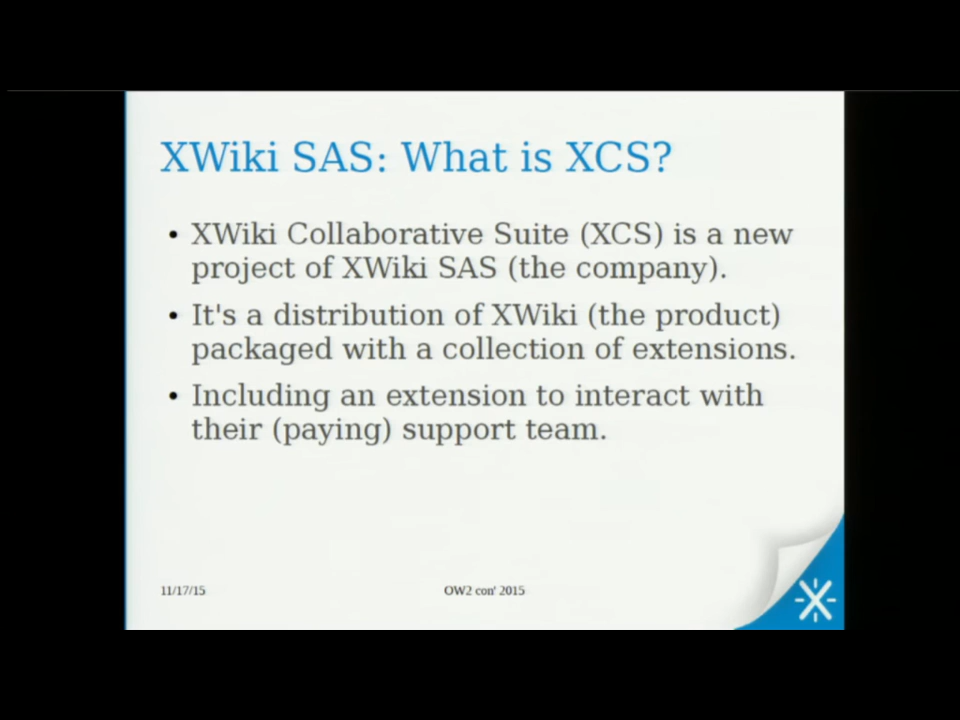 XWiki SAS: What is XCS?
• XWiki Collaborative Suite (XCS) is a new
project of XWiki SAS (the company).
• It's a distribution of XWiki (the product)
packaged with a collection of extensions.
• Including an extension to interact with
their (paying) support team.
11/17/15
OW2 con' 2015